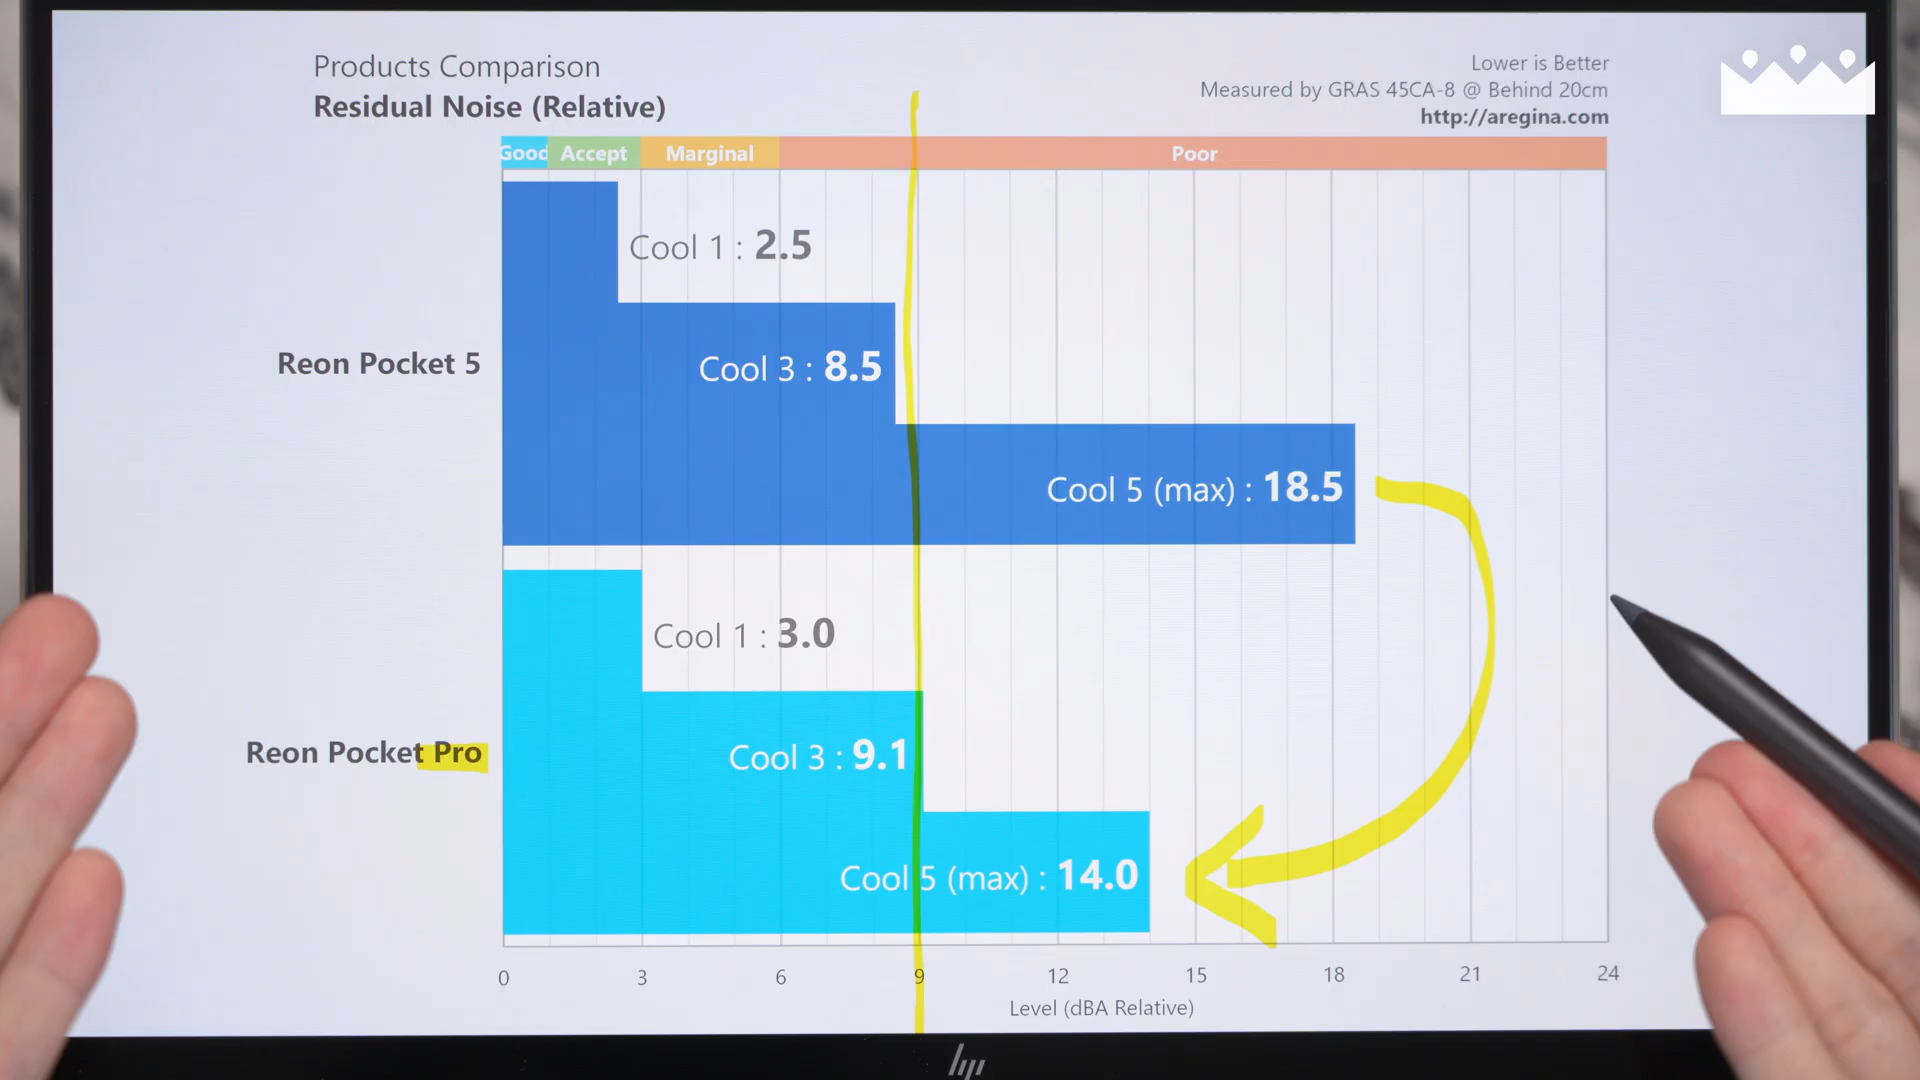 Products Comparison
Residual Noise (Relative)
Lower is Better
Measured by GRAS 45CA-8 @ Behind 20cm
http://aregina.com
Good Accept Marginal Poor
Cool 1 : 2.5
Reon Pocket 5
Cool 3 : 8.5
Cool 5 (max) : 18.5
Cool 1 : 3.0
Reon Pocket Pro
Cool 3 : 9.1
Cool 5 (max) : 14.0
0 3 6 9 12 15 18 21 24
Level (dBA Relative)
hp